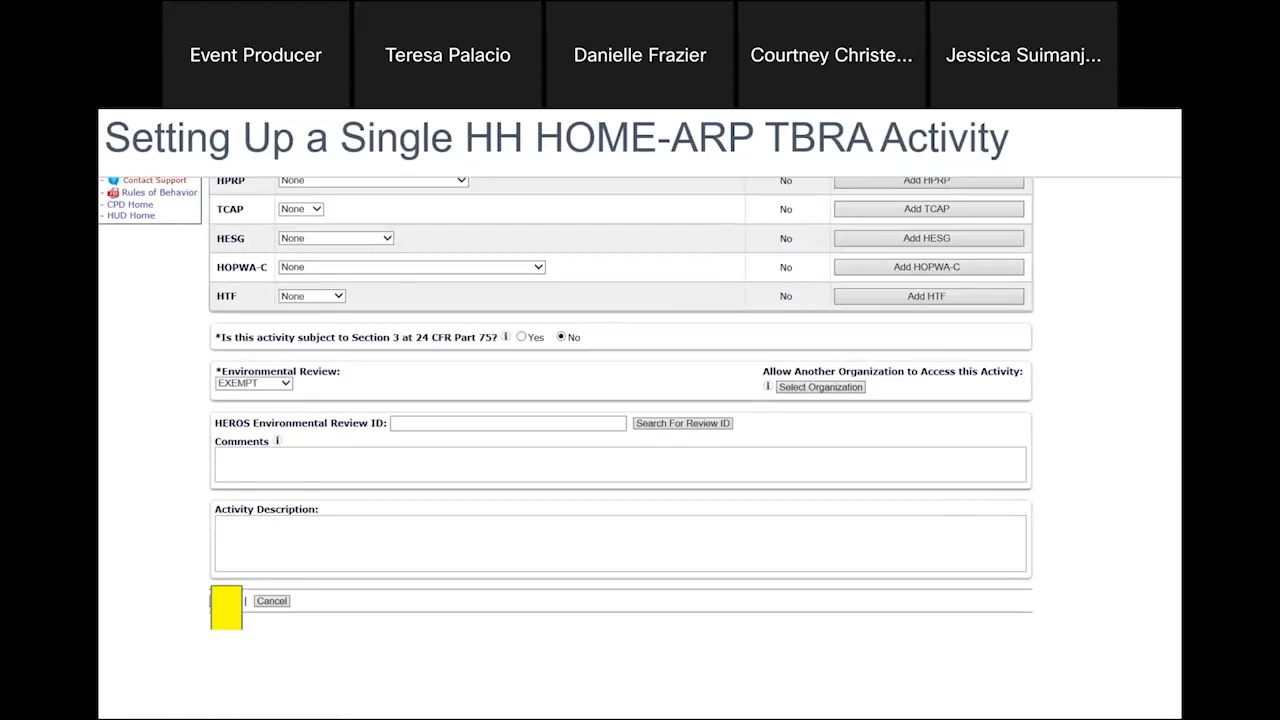 Event Producer
Teresa Palacio
Danielle Frazier
Courtney Christe...
Jessica Suimanj...
Setting Up a Single HH HOME-ARP TBRA Activity
- Contact Support
- Rules of Behavior
- CPD Home
- HUD Home
HPRP None No Add HPRP
TCAP None No Add TCAP
HESG None No Add HESG
HOPWA-C None No Add HOPWA-C
HTF None No Add HTF
*Is this activity subject to Section 3 at 24 CFR Part 75? Yes No
*Environmental Review:
EXEMPT
Allow Another Organization to Access this Activity:
Select Organization
HEROS Environmental Review ID: Search For Review ID
Comments
Activity Description:
| Cancel